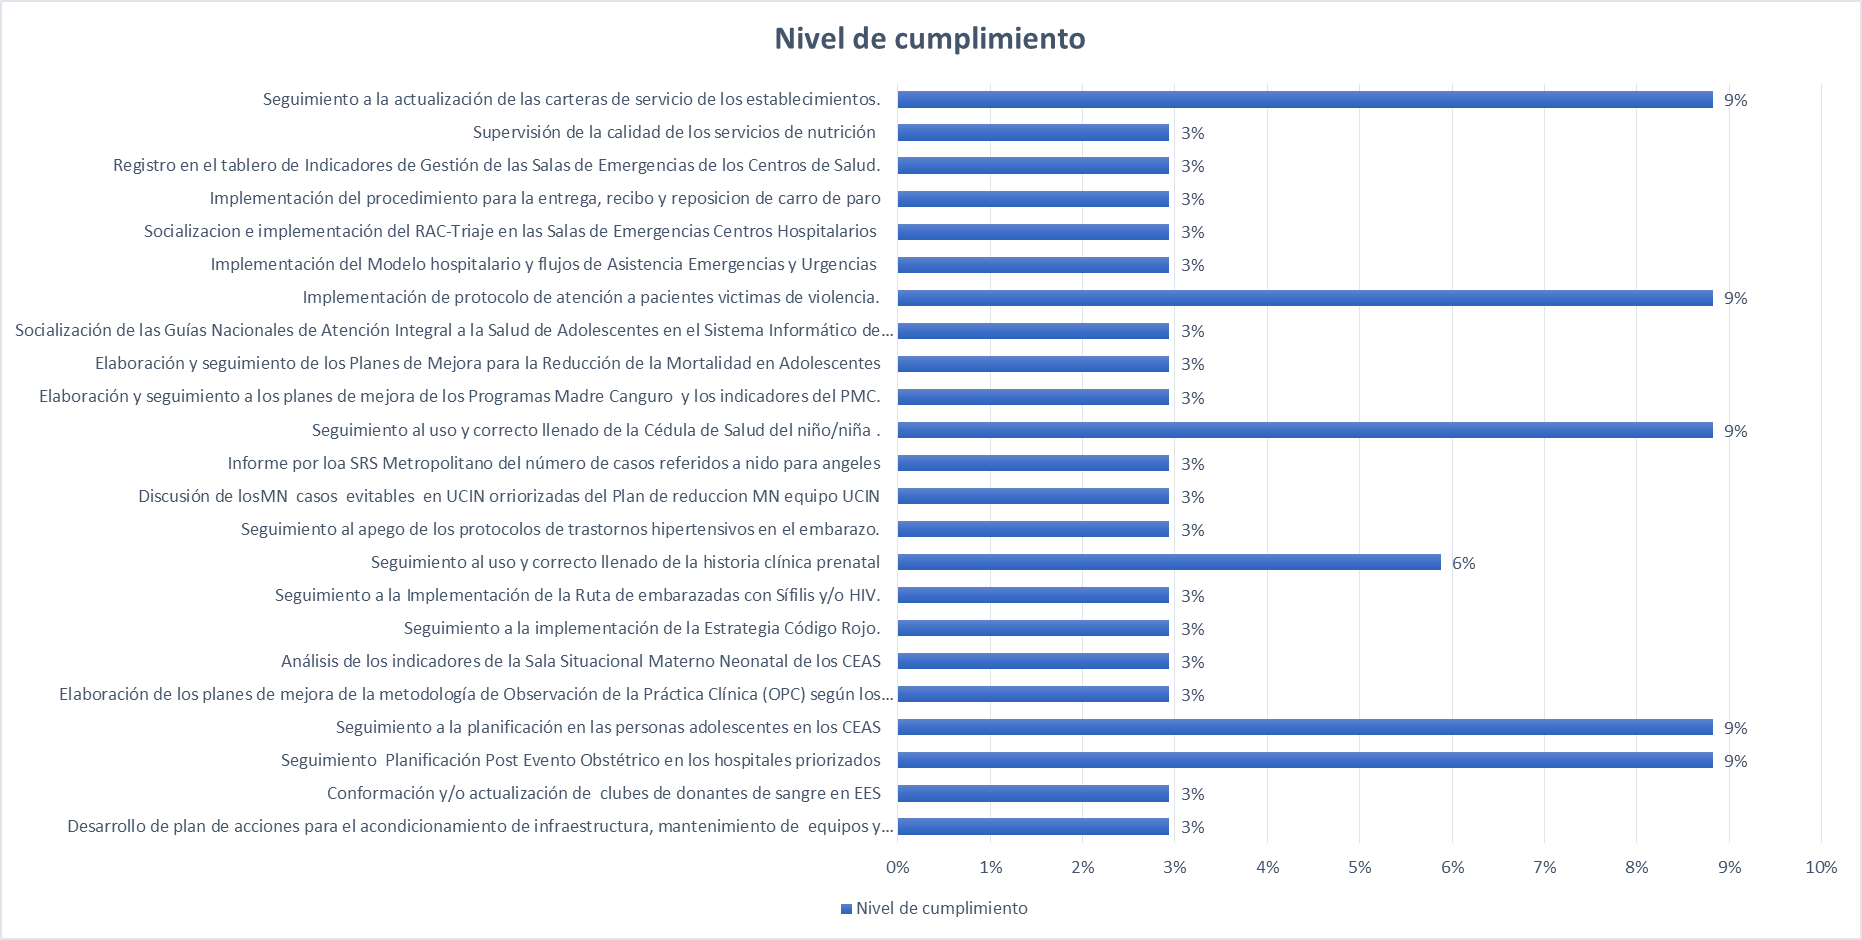 Nivel de cumplimiento
Seguimiento a la actualización de las carteras de servicio de los establecimientos. 9%
Supervisión de la calidad de los servicios de nutrición 3%
Registro en el tablero de Indicadores de Gestión de las Salas de Emergencias de los Centros de Salud. 3%
Implementación del procedimiento para la entrega, recibo y reposicion de carro de paro 3%
Socializacion e implementación del RAC-Triaje en las Salas de Emergencias Centros Hospitalarios 3%
Implementación del Modelo hospitalario y flujos de Asistencia Emergencias y Urgencias 3%
Implementación de protocolo de atención a pacientes victimas de violencia. 9%
Socialización de las Guías Nacionales de Atención Integral a la Salud de Adolescentes en el Sistema Informático de... 3%
Elaboración y seguimiento de los Planes de Mejora para la Reducción de la Mortalidad en Adolescentes 3%
Elaboración y seguimiento a los planes de mejora de los Programas Madre Canguro  y los indicadores del PMC. 3%
Seguimiento al uso y correcto llenado de la Cédula de Salud del niño/niña . 9%
Informe por loa SRS Metropolitano del número de casos referidos a nido para angeles 3%
Discusión de losMN  casos  evitables  en UCIN orriorizadas del Plan de reduccion MN equipo UCIN 3%
Seguimiento al apego de los protocolos de trastornos hipertensivos en el embarazo. 3%
Seguimiento al uso y correcto llenado de la historia clínica prenatal 6%
Seguimiento a la Implementación de la Ruta de embarazadas con Sífilis y/o HIV. 3%
Seguimiento a la implementación de la Estrategia Código Rojo. 3%
Análisis de los indicadores de la Sala Situacional Materno Neonatal de los CEAS 3%
Elaboración de los planes de mejora de la metodología de Observación de la Práctica Clínica (OPC) según los... 3%
Seguimiento a la planificación en las personas adolescentes en los CEAS 9%
Seguimiento  Planificación Post Evento Obstétrico en los hospitales priorizados 9%
Conformación y/o actualización de  clubes de donantes de sangre en EES 3%
Desarrollo de plan de acciones para el acondicionamiento de infraestructura, mantenimiento de  equipos y... 3%
0% 1% 2% 3% 4% 5% 6% 7% 8% 9% 10%
Nivel de cumplimiento